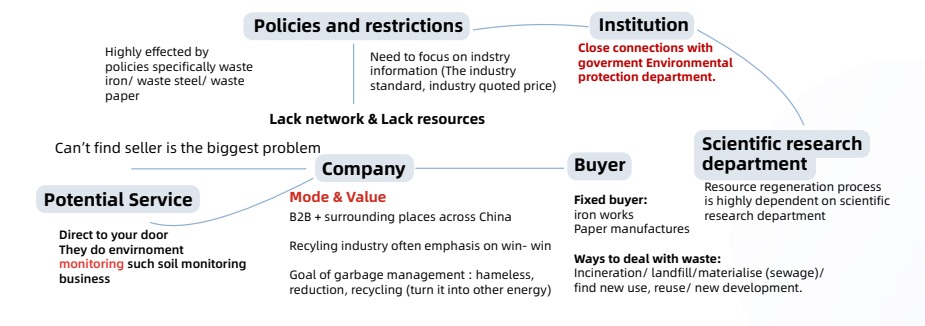 Policies and restrictions
Institution
Highly effected by
policies specifically waste
iron/ waste steel/ waste
paper
Need to focus on indstry
information (The industry
standard, industry quoted price)
Close connections with
goverment Environmental
protection department.
Lack network & Lack resources
Can't find seller is the biggest problem
Scientific research
department
Resource regeneration process
is highly dependent on scientific
research department
Company
Buyer
Potential Service
Direct to your door
They do envirnoment
monitoring such soil monitoring
business
Mode & Value
B2B + surrounding places across China
Recyling industry often emphasis on win- win
Goal of garbage management : hameless,
reduction, recycling (turn it into other energy)
Fixed buyer:
iron works
Paper manufactures
Ways to deal with waste:
Incineration/ landfill/materialise (sewage)/
find new use, reuse/ new development.